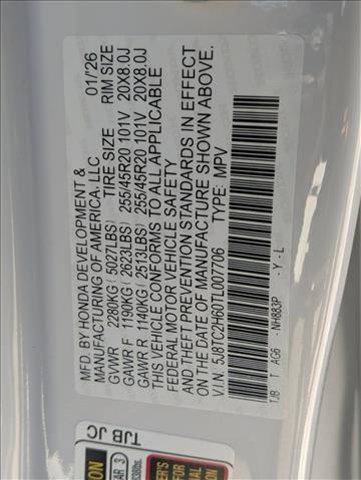 MFD. BY HONDA DEVELOPMENT & 01/'26
MANUFACTURING OF AMERICA, LLC
TIRE SIZE RIM SIZE
GVWR 2280KG ( 5027LBS)
GAWR F 1190KG ( 2623LBS) 255/45R20 101V 20X8.0J
GAWR R 1140KG ( 2513LBS) 255/45R20 101V 20X8.0J
THIS VEHICLE CONFORMS TO ALL APPLICABLE
FEDERAL MOTOR VEHICLE SAFETY
AND THEFT PREVENTION STANDARDS IN EFFECT
ON THE DATE OF MANUFACTURE SHOWN ABOVE.
V.I.N. 5J8TC2H60TL007706 TYPE: MPV
TJB T AG6 -NH883P -Y -L
TJB JC